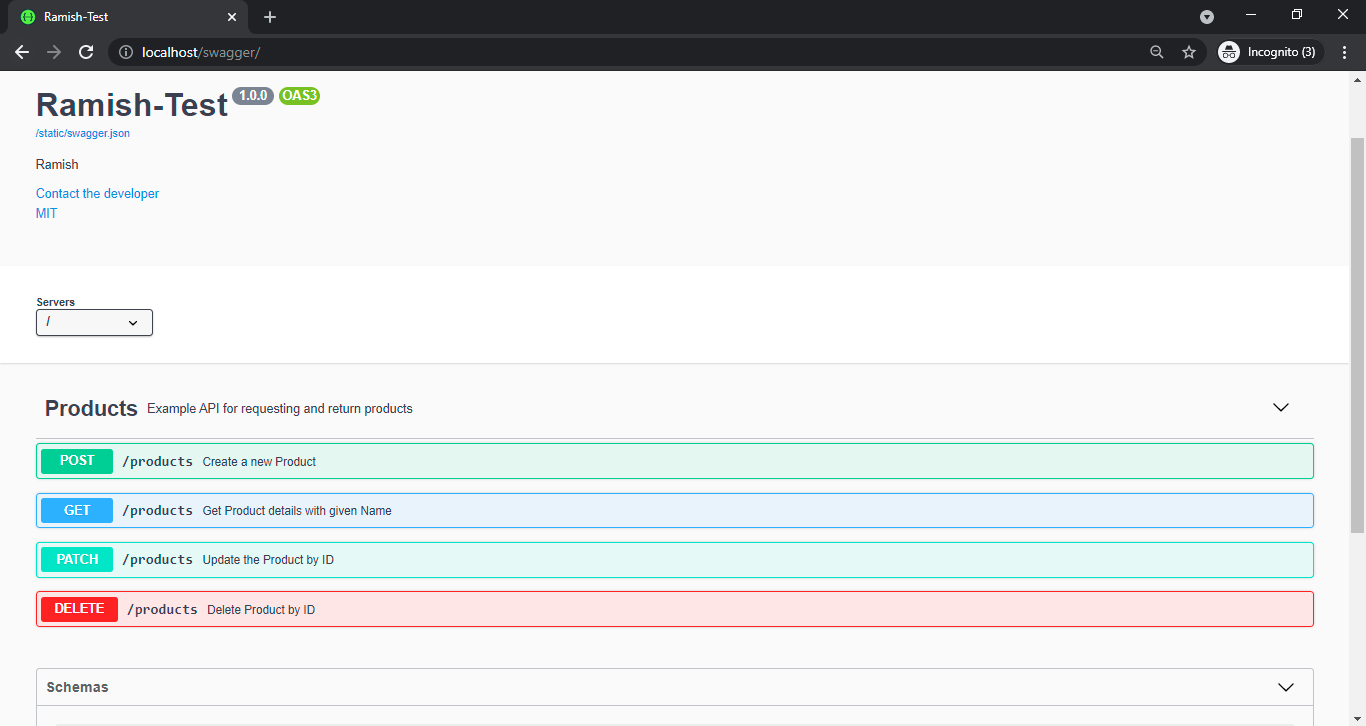 Ramish-Test
localhost/swagger/
Incognito (3)
Ramish-Test 1.0.0 OAS3
/static/swagger.json
Ramish
Contact the developer
MIT
Servers
/
Products Example API for requesting and return products
POST /products Create a new Product
GET /products Get Product details with given Name
PATCH /products Update the Product by ID
DELETE /products Delete Product by ID
Schemas